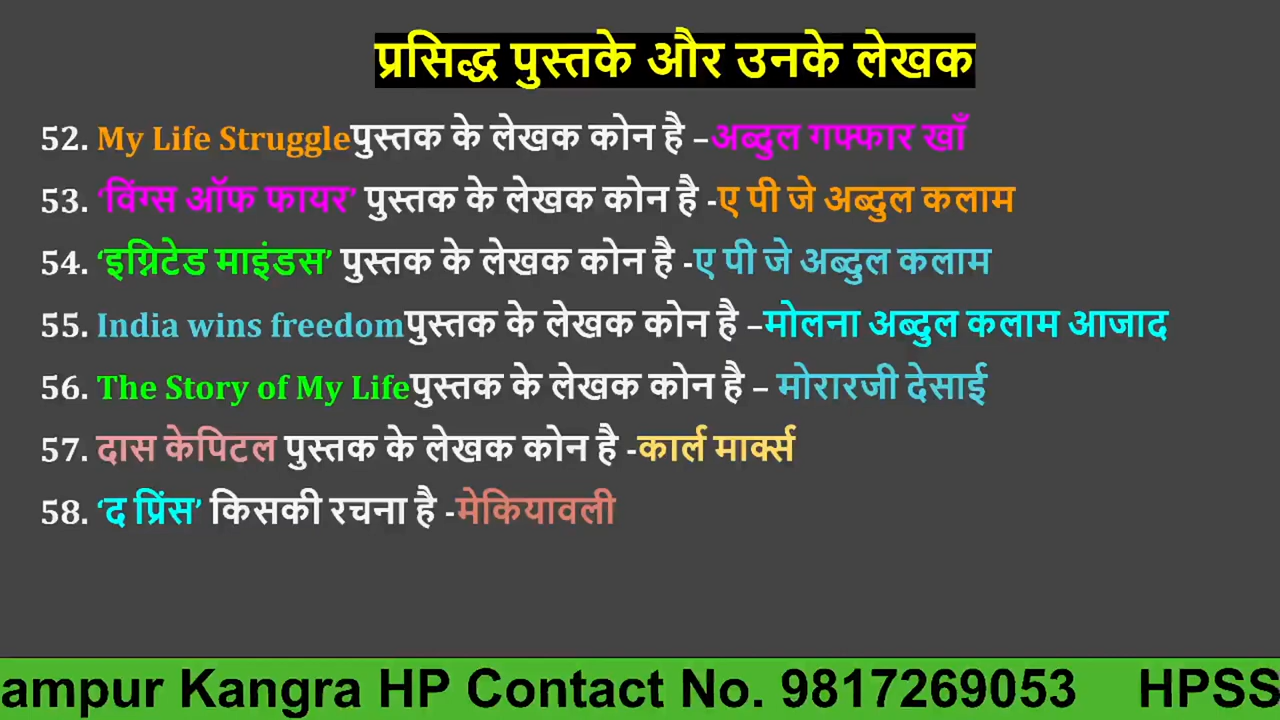 प्रसिद्ध पुस्तके और उनके लेखक
52. My Life Struggleपुस्तक के लेखक कोन है –अब्दुल गफ्फार खाँ
53. ‘विंग्स ऑफ फायर’ पुस्तक के लेखक कोन है -ए पी जे अब्दुल कलाम
54. ‘इग्निटेड माइंडस’ पुस्तक के लेखक कोन है -ए पी जे अब्दुल कलाम
55. India wins freedomपुस्तक के लेखक कोन है –मोलना अब्दुल कलाम आजाद
56. The Story of My Lifeपुस्तक के लेखक कोन है – मोरारजी देसाई
57. दास केपिटल पुस्तक के लेखक कोन है -कार्ल मार्क्स
58. ‘द प्रिंस’ किसकी रचना है -मेकियावली
ampur Kangra HP Contact No. 9817269053 HPSS